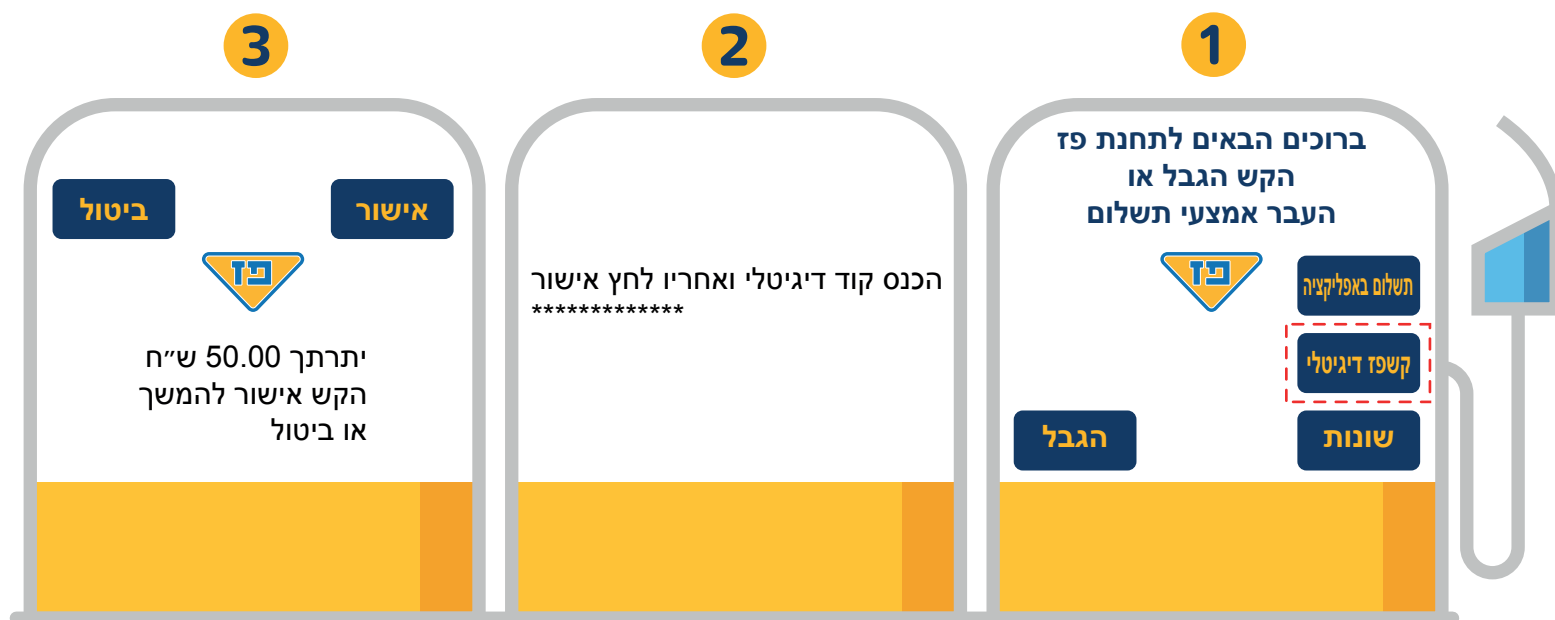 1
ברוכים הבאים לתחנת פז
הקש הגבל או
העבר אמצעי תשלום
פז
תשלום באפליקציה
קשפז דיגיטלי
שונות
הגבל
2
הכנס קוד דיגיטלי ואחריו לחץ אישור
*************
3
אישור
ביטול
פז
יתרתך 50.00 ש״ח
הקש אישור להמשך
או ביטול